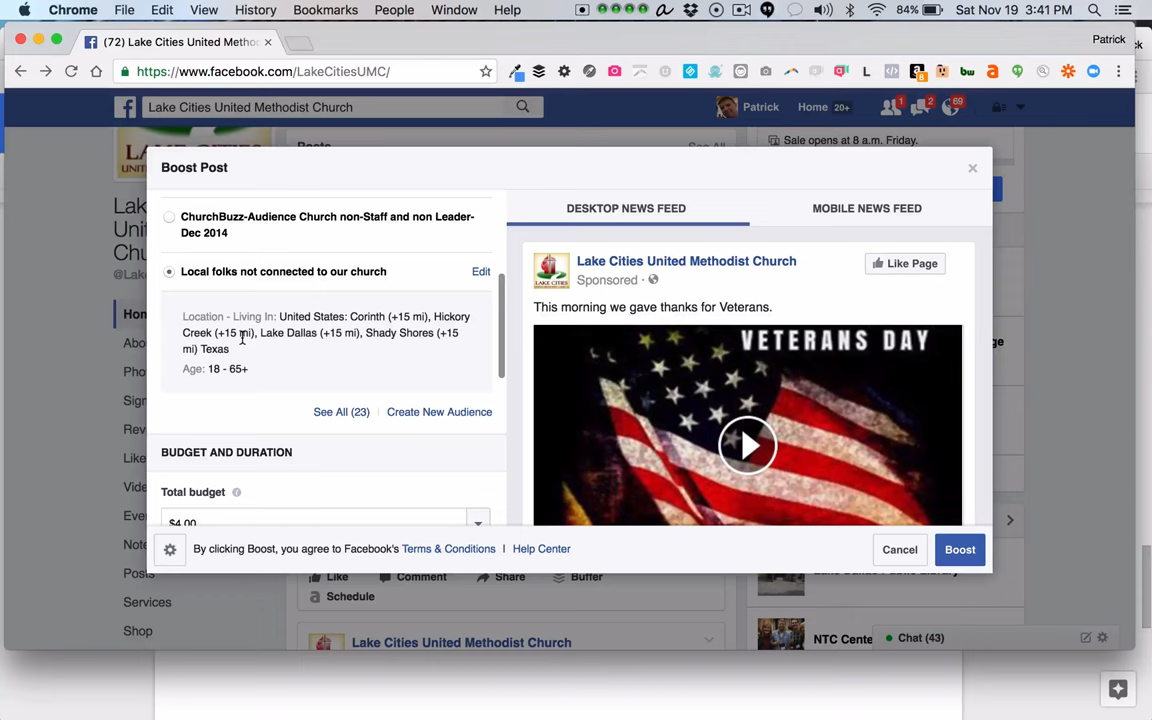 Chrome File Edit View History Bookmarks People Window Help 84% Sat Nov 19 3:41 PM
(72) Lake Cities United Metho
Patrick
https://www.facebook.com/LakeCitiesUMC/
Lake Cities United Methodist Church
Patrick Home 20+ 1 2 69
Sale opens at 8 a.m. Friday.
Boost Post
ChurchBuzz-Audience Church non-Staff and non Leader-
Dec 2014
DESKTOP NEWS FEED
MOBILE NEWS FEED
Local folks not connected to our church
Edit
Lake Cities United Methodist Church
Sponsored ·
Like Page
Location - Living In: United States: Corinth (+15 mi), Hickory
Creek (+15 mi), Lake Dallas (+15 mi), Shady Shores (+15
mi) Texas
Age: 18 - 65+
This morning we gave thanks for Veterans.
VETERANS DAY
See All (23) Create New Audience
BUDGET AND DURATION
Total budget
$4.00
By clicking Boost, you agree to Facebook's Terms & Conditions | Help Center
Cancel
Boost
Posts
Services
Shop
Like Comment Share Buffer
Schedule
Lake Cities United Methodist Church
NTC Cente
Chat (43)